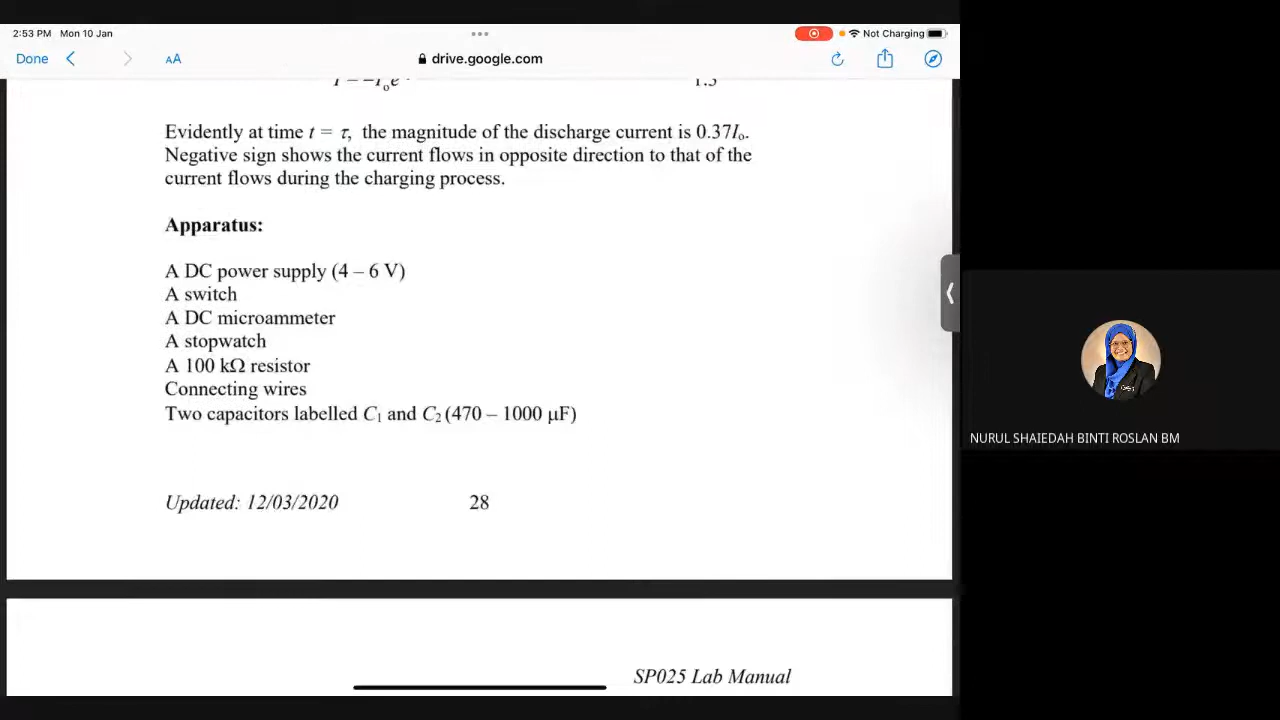 2:53 PM Mon 10 Jan
Not Charging
Done
AA
drive.google.com
Evidently at time t = τ, the magnitude of the discharge current is 0.37Iₒ.
Negative sign shows the current flows in opposite direction to that of the
current flows during the charging process.
Apparatus:
A DC power supply (4 – 6 V)
A switch
A DC microammeter
A stopwatch
A 100 kΩ resistor
Connecting wires
Two capacitors labelled C₁ and C₂ (470 – 1000 μF)
Updated: 12/03/2020 28
SP025 Lab Manual
NURUL SHAIEDAH BINTI ROSLAN BM